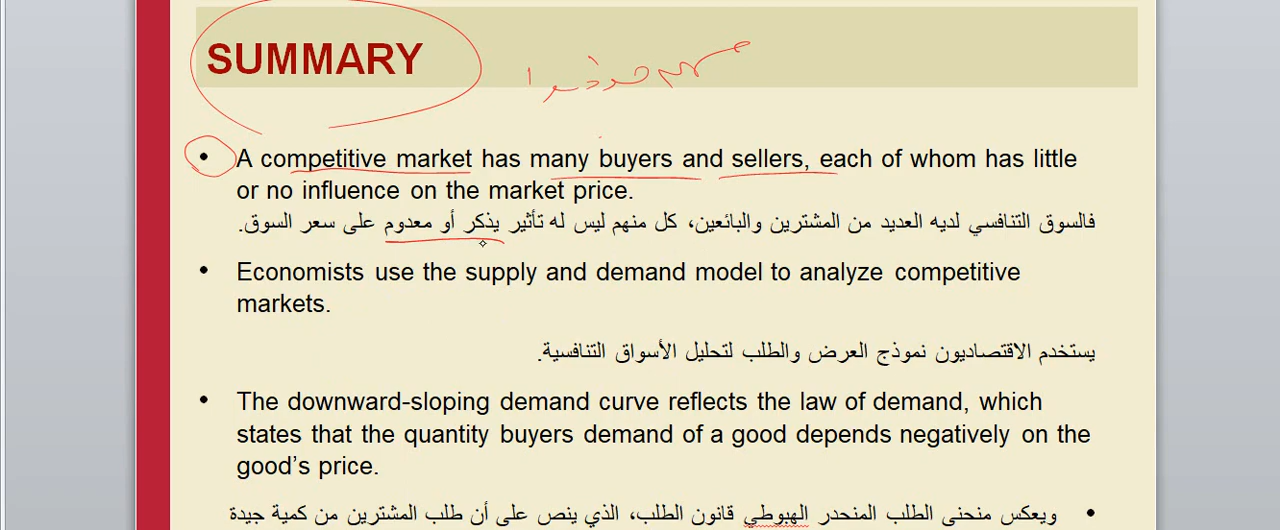 SUMMARY
• A competitive market has many buyers and sellers, each of whom has little
or no influence on the market price.
فالسوق التنافسي لديه العديد من المشترين والبائعين، كل منهم ليس له تأثير يذكر أو معدوم على سعر السوق.
• Economists use the supply and demand model to analyze competitive
markets.
يستخدم الاقتصاديون نموذج العرض والطلب لتحليل الأسواق التنافسية.
• The downward-sloping demand curve reflects the law of demand, which
states that the quantity buyers demand of a good depends negatively on the
good’s price.
• ويعكس منحنى الطلب المنحدر الهبوطي قانون الطلب، الذي ينص على أن طلب المشترين من كمية جيدة